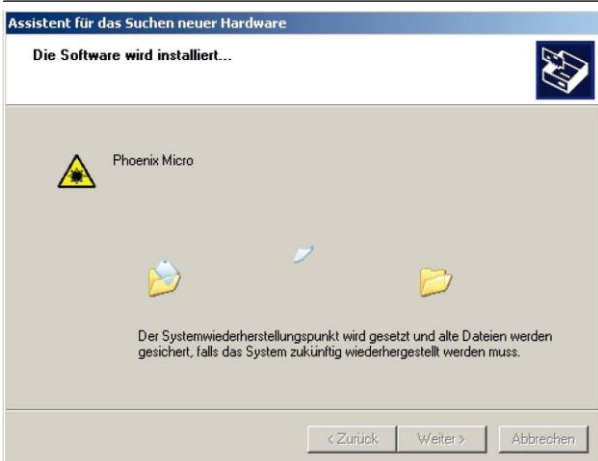 Assistent für das Suchen neuer Hardware
Die Software wird installiert...
Phoenix Micro
Der Systemwiederherstellungspunkt wird gesetzt und alte Dateien werden
gesichert, falls das System zukünftig wiederhergestellt werden muss.
< Zurück Weiter > Abbrechen